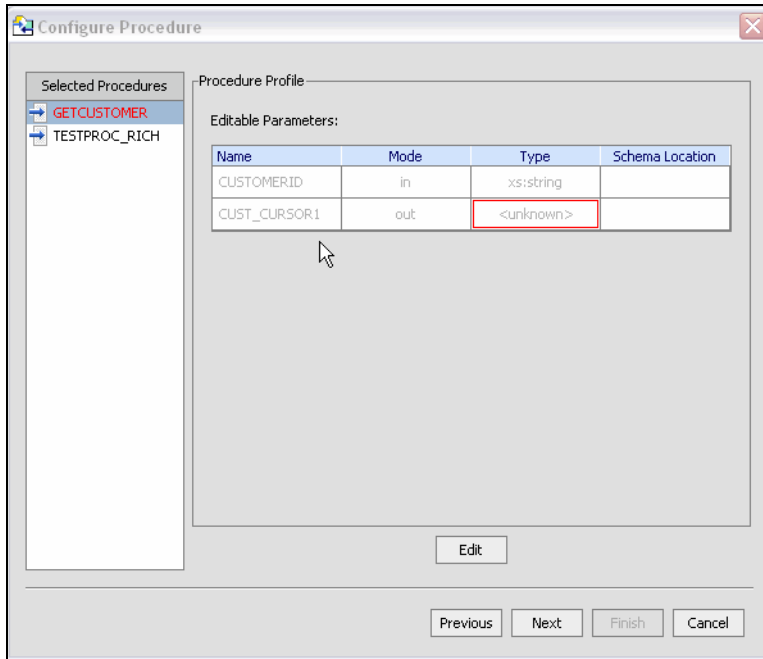 Configure Procedure
Selected Procedures
GETCUSTOMER
TESTPROC_RICH
Procedure Profile
Editable Parameters:
Name Mode Type Schema Location
CUSTOMERID in xs:string
CUST_CURSOR1 out <unknown>
Edit
Previous Next Finish Cancel